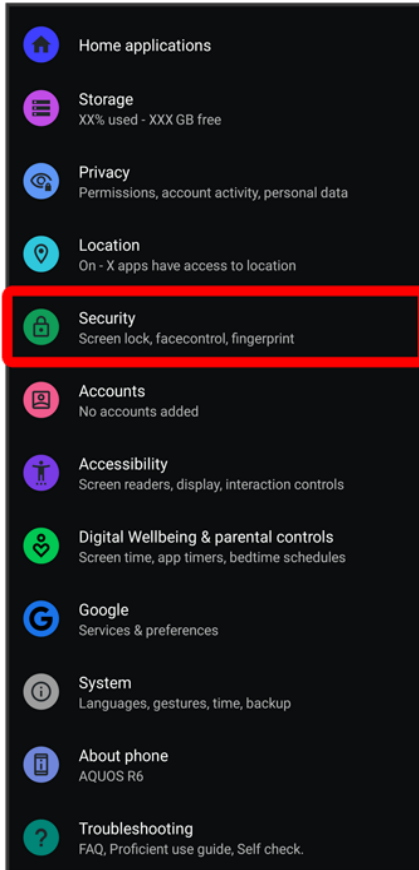 Home applications
Storage
XX% used - XXX GB free
Privacy
Permissions, account activity, personal data
Location
On - X apps have access to location
Security
Screen lock, facecontrol, fingerprint
Accounts
No accounts added
Accessibility
Screen readers, display, interaction controls
Digital Wellbeing & parental controls
Screen time, app timers, bedtime schedules
Google
Services & preferences
System
Languages, gestures, time, backup
About phone
AQUOS R6
Troubleshooting
FAQ, Proficient use guide, Self check.